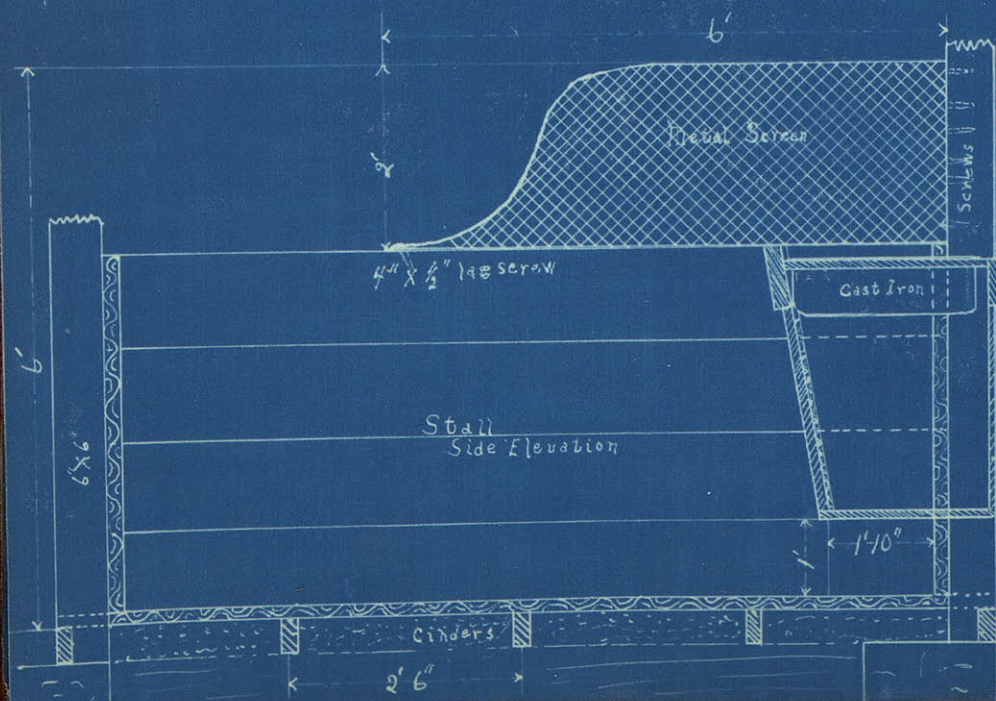 6'
Metal Screen
Screws
2'
4" X 1/2" lag screw
Cast Iron
6'
6"X6"
Stall
Side Elevation
1'
1'-10"
Cinders
2' 6"